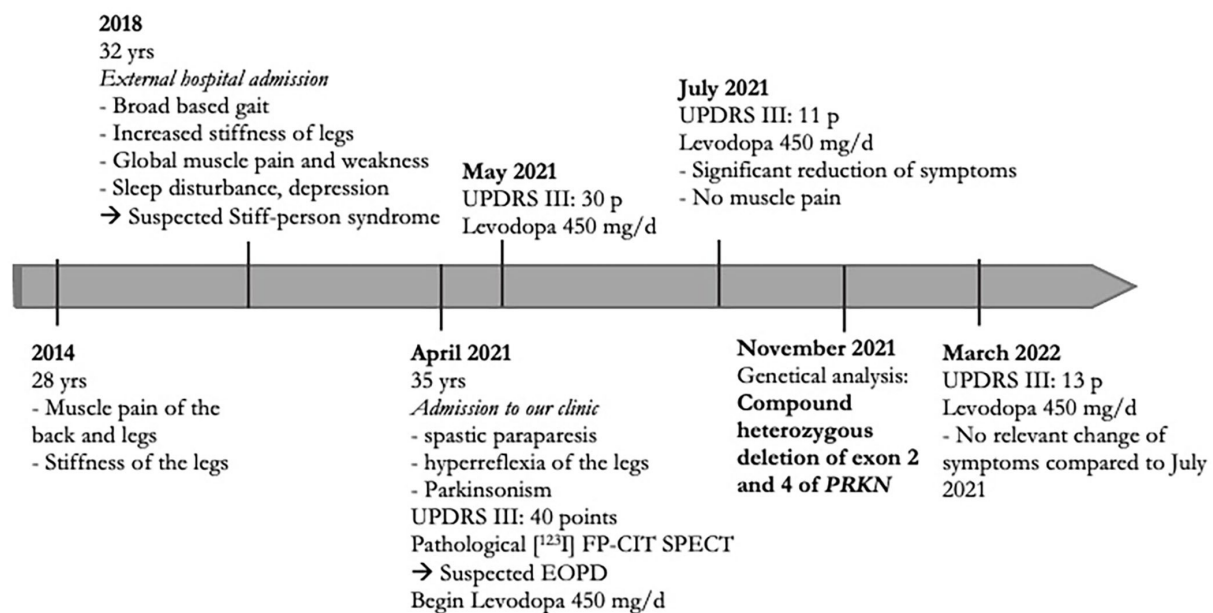 2018
32 yrs
External hospital admission
- Broad based gait
- Increased stiffness of legs
- Global muscle pain and weakness
- Sleep disturbance, depression
→ Suspected Stiff-person syndrome
May 2021
UPDRS III: 30 p
Levodopa 450 mg/d
July 2021
UPDRS III: 11 p
Levodopa 450 mg/d
- Significant reduction of symptoms
- No muscle pain
2014
28 yrs
- Muscle pain of the
back and legs
- Stiffness of the legs
April 2021
35 yrs
Admission to our clinic
- spastic paraparesis
- hyperreflexia of the legs
- Parkinsonism
UPDRS III: 40 points
Pathological [¹²³I] FP-CIT SPECT
→ Suspected EOPD
Begin Levodopa 450 mg/d
November 2021
Genetical analysis:
Compound
heterozygous
deletion of exon 2
and 4 of PRKN
March 2022
UPDRS III: 13 p
Levodopa 450 mg/d
- No relevant change of
symptoms compared to July
2021